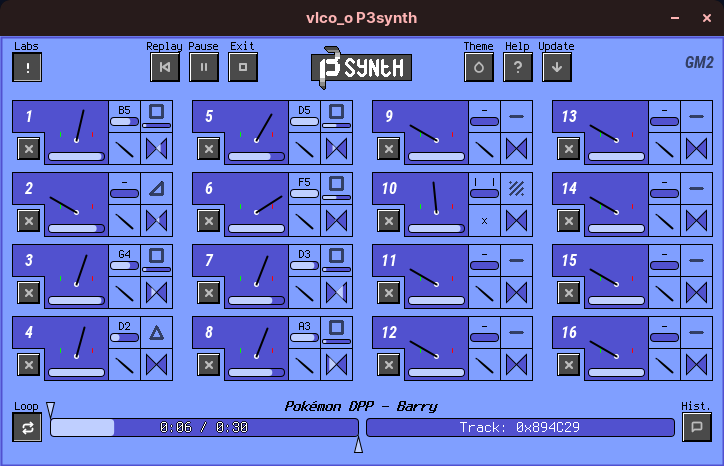 vlco_o P3synth
Labs Replay Pause Exit P SYNTH Theme Help Update
! ? GM2
1 B5 5 D5 9 - 13 -
2 - 6 F5 10 | | 14 -
x
3 G4 7 D3 11 - 15 -
4 D2 8 A3 12 - 16 -
Loop Pokémon DPP - Barry Hist.
0:06 / 0:30 Track: 0x894C29